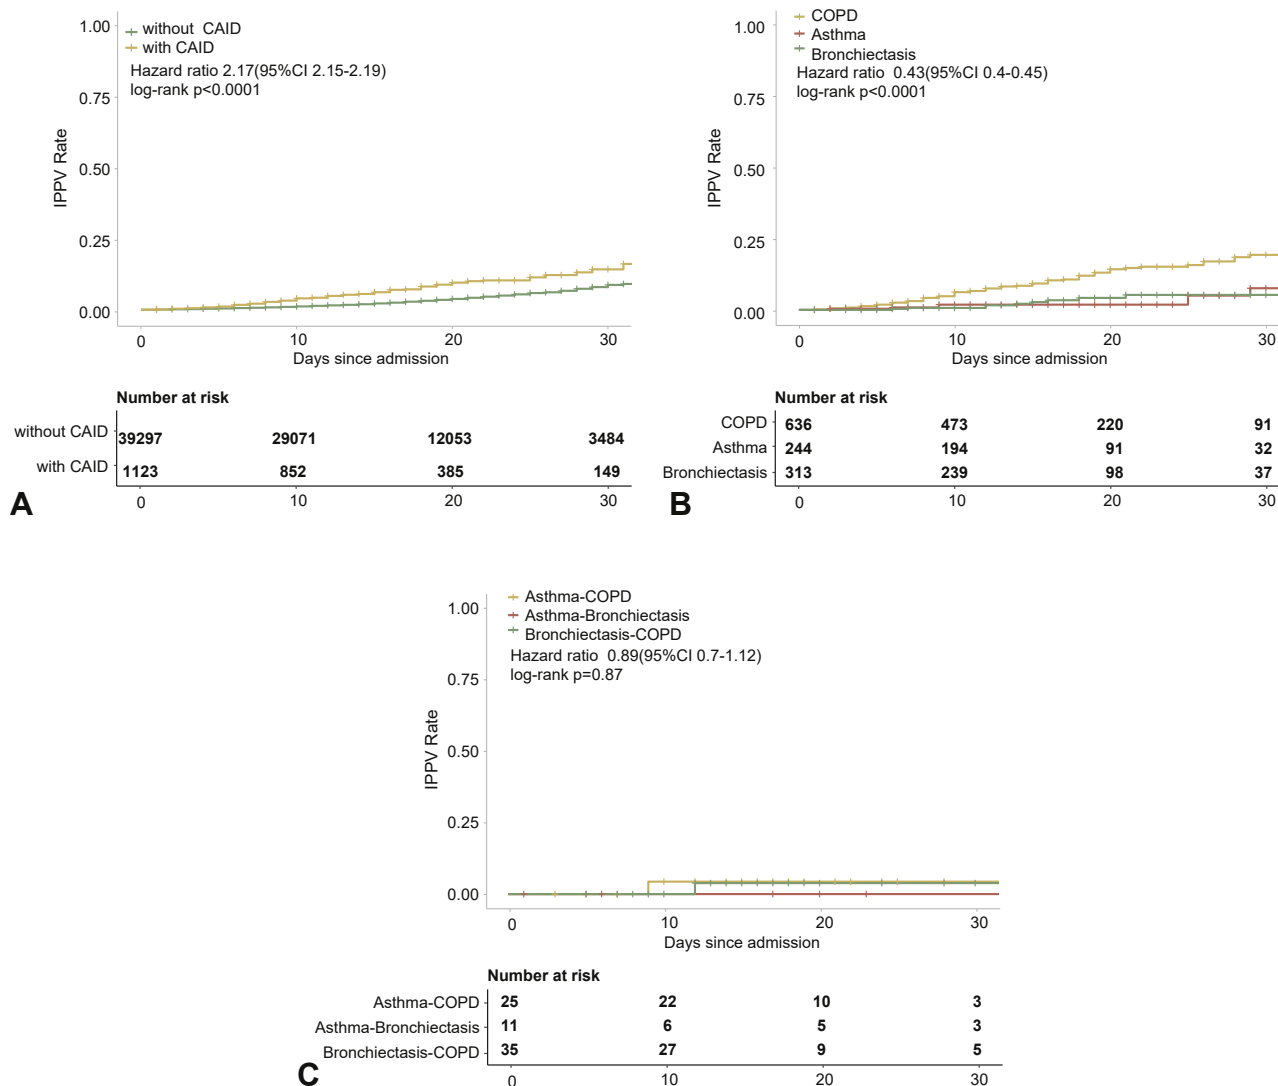 1.00
without CAID
with CAID
Hazard ratio 2.17(95%CI 2.15-2.19)
log-rank p<0.0001
0.75
IPPV Rate
0.50
0.25
0.00
0 10 20 30
Days since admission
Number at risk
without CAID 39297 29071 12053 3484
with CAID 1123 852 385 149
0 10 20 30
A
COPD
1.00
Asthma
Bronchiectasis
Hazard ratio 0.43(95%CI 0.4-0.45)
log-rank p<0.0001
0.75
IPPV Rate
0.50
0.25
0.00
0 10 20 30
Days since admission
Number at risk
COPD 636 473 220 91
Asthma 244 194 91 32
Bronchiectasis 313 239 98 37
0 10 20 30
B
Asthma-COPD
1.00
Asthma-Bronchiectasis
Bronchiectasis-COPD
Hazard ratio 0.89(95%CI 0.7-1.12)
log-rank p=0.87
0.75
IPPV Rate
0.50
0.25
0.00
0 10 20 30
Days since admission
Number at risk
Asthma-COPD 25 22 10 3
Asthma-Bronchiectasis 11 6 5 3
Bronchiectasis-COPD 35 27 9 5
0 10 20 30
C